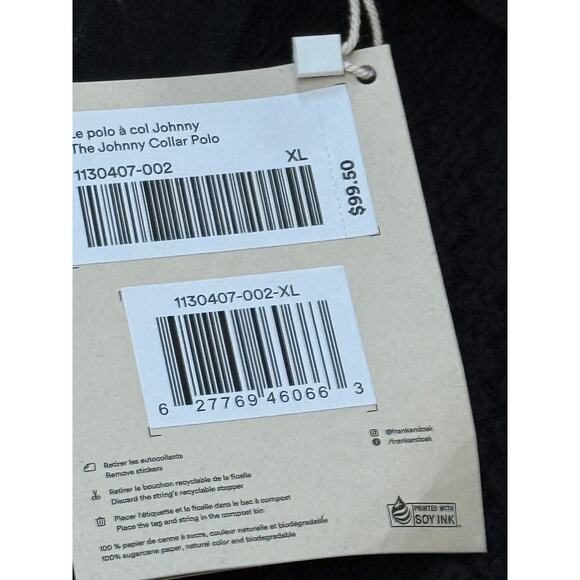 Le polo à col Johnny
The Johnny Collar Polo
1130407-002
XL
$99.50
1130407-002-XL
6 27769 46066 3
@frankandoak
/frankandoak
Retirer les autocollants
Remove stickers
Retirer le bouchon recyclable de la ficelle
Discard the string's recyclable stopper
Placer l'étiquette et la ficelle dans le bac à compost
Place the tag and string in the compost bin
100 % papier de canne à sucre, couleur naturelle et biodégradable
100% sugarcane paper, natural color and biodegradable
PRINTED WITH
SOY INK